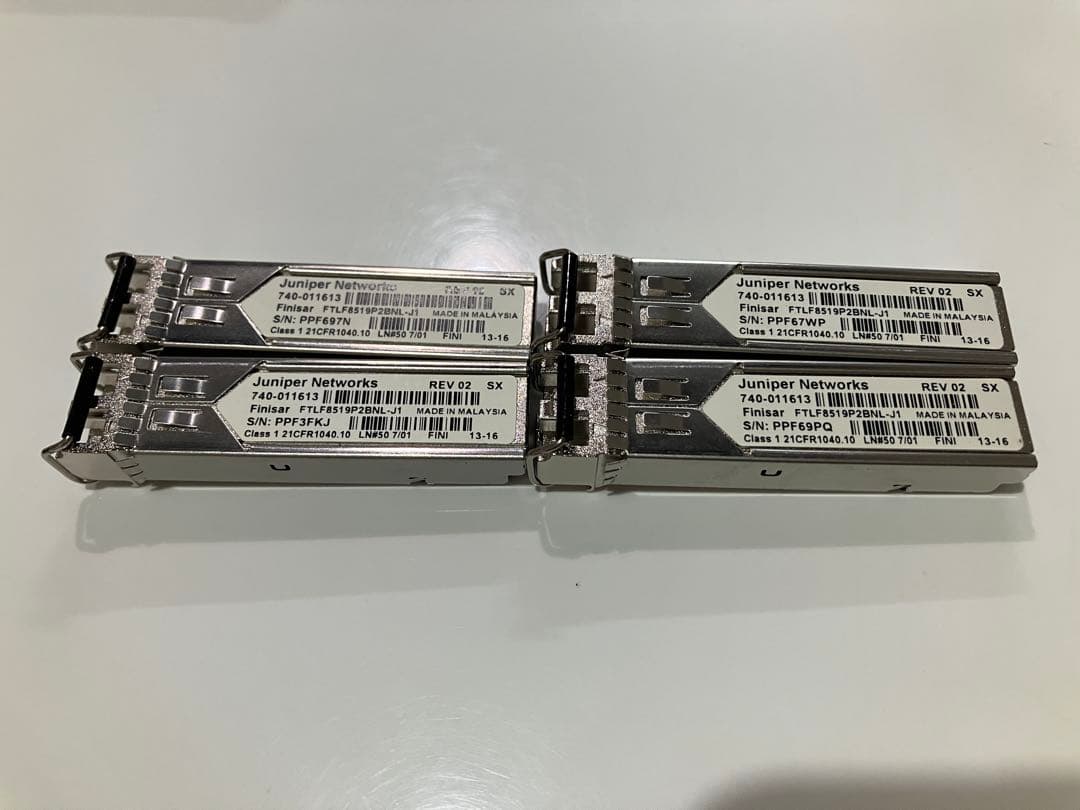 Juniper Networks SX
740-011613
Finisar FTLF8519P2BNL-J1 MADE IN MALAYSIA
S/N: PPF697N
Class 1 21CFR1040.10 LN#50 7/01 FINI 13-16
Juniper Networks REV 02 SX
740-011613
Finisar FTLF8519P2BNL-J1 MADE IN MALAYSIA
S/N: PPF67WP
Class 1 21CFR1040.10 LN#50 7/01 FINI 13-16
Juniper Networks REV 02 SX
740-011613
Finisar FTLF8519P2BNL-J1 MADE IN MALAYSIA
S/N: PPF3FKJ
Class 1 21CFR1040.10 LN#50 7/01 FINI 13-16
Juniper Networks REV 02 SX
740-011613
Finisar FTLF8519P2BNL-J1 MADE IN MALAYSIA
S/N: PPF69PQ
Class 1 21CFR1040.10 LN#50 7/01 FINI 13-16